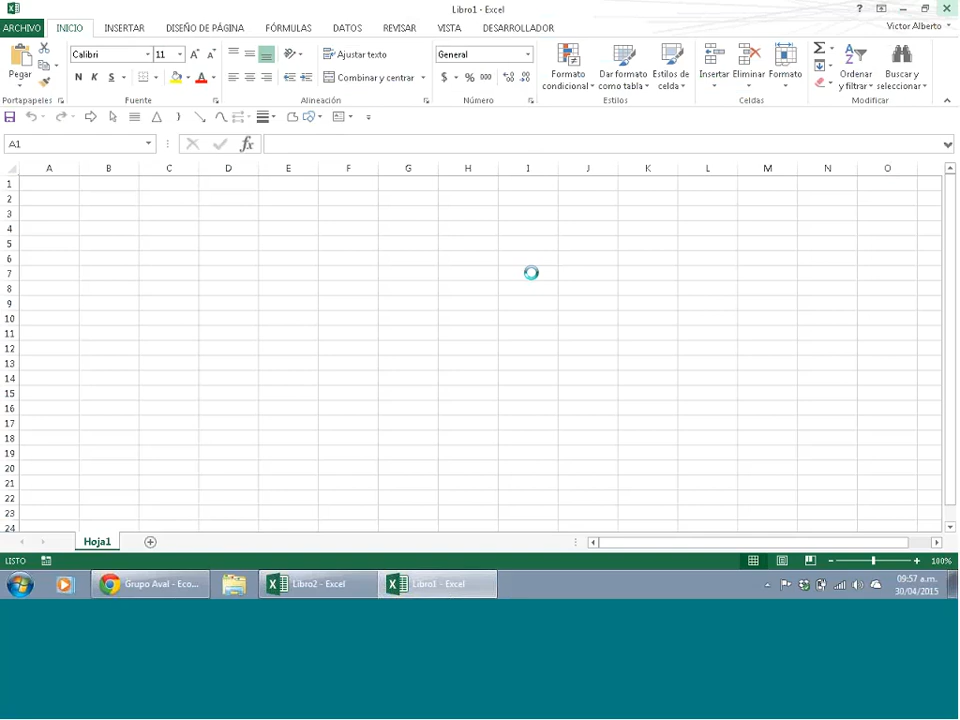 Libro1 - Excel
ARCHIVO INICIO INSERTAR DISEÑO DE PÁGINA FÓRMULAS DATOS REVISAR VISTA DESARROLLADOR Victor Alberto
Calibri 11 Ajustar texto General
Pegar N K S Combinar y centrar $ % 000 Formato condicional Dar formato como tabla Estilos de celda Insertar Eliminar Formato Ordenar y filtrar Buscar y seleccionar
Portapapeles Fuente Alineación Número Estilos Celdas Modificar
A1 fx
A B C D E F G H I J K L M N O
1
2
3
4
5
6
7
8
9
10
11
12
13
14
15
16
17
18
19
20
21
22
23
24
Hoja1
LISTO 100%
Grupo Aval - Eco... Libro2 - Excel Libro1 - Excel 09:57 a.m.
30/04/2015